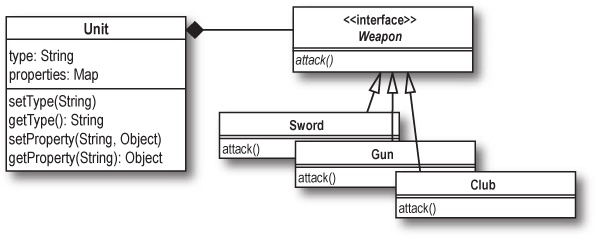 Unit
type: String
properties: Map
setType(String)
getType(): String
setProperty(String, Object)
getProperty(String): Object
<<interface>>
Weapon
attack()
Sword
attack()
Gun
attack()
Club
attack()